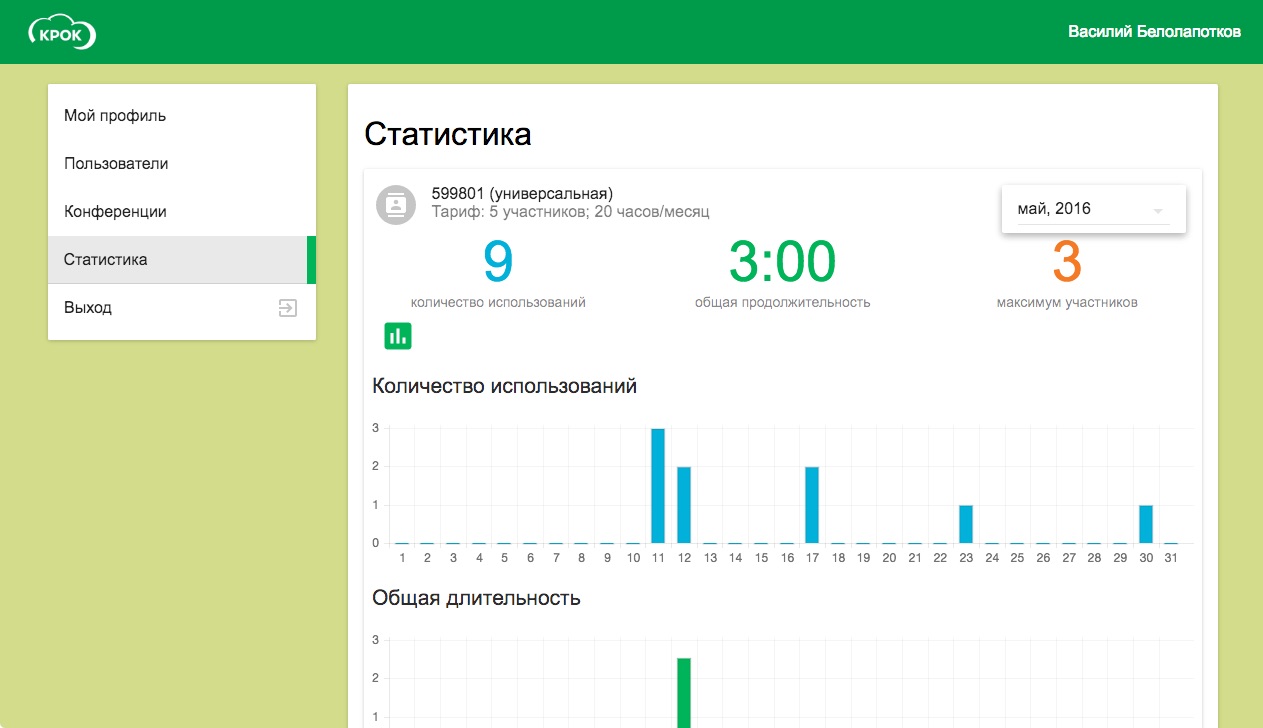 КРОК
Василий Белолапотков
Мой профиль
Пользователи
Конференции
Статистика
Выход
Статистика
599801 (универсальная)
Тариф: 5 участников; 20 часов/месяц
май, 2016
9
количество использований
3:00
общая продолжительность
3
максимум участников
Количество использований
3
2
1
0
1 2 3 4 5 6 7 8 9 10 11 12 13 14 15 16 17 18 19 20 21 22 23 24 25 26 27 28 29 30 31
Общая длительность
3
2
1